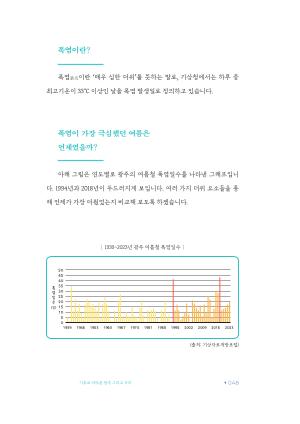 폭염이란?
폭염暴炎이란 '매우 심한 더위'를 뜻하는 말로, 기상청에서는 하루 중
최고기온이 33℃ 이상인 날을 폭염 발생일로 정의하고 있습니다.
폭염이 가장 극심했던 여름은
언제였을까?
아래 그림은 연도별로 광주의 여름철 폭염일수를 나타낸 그래프입니
다. 1994년과 2018년이 두드러지게 보입니다. 여러 가지 더위 요소들을 통
해 언제가 가장 더웠었는지 비교해 보도록 하겠습니다.
| 1939~2023년 광주 여름철 폭염일수 |
폭염일수
(일)
50
45
40
35
30
25
20
15
10
5
0
1939 1946 1953 1961 1967 1974 1981 1988 1995 2002 2009 2016 2023
(출처: 기상자료개방포털)